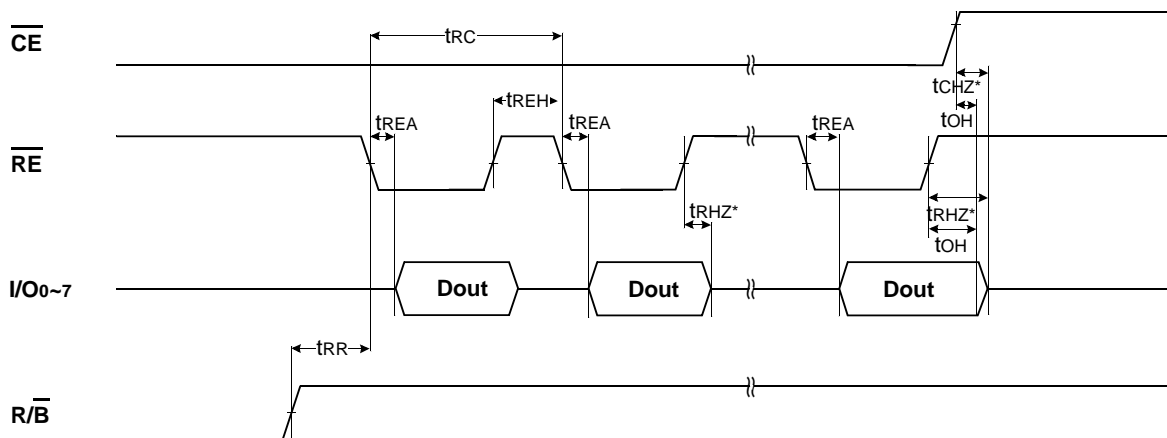 CE
tRC
tCHZ*
tREH
tREA
tREA
tREA
tOH
RE
tRHZ*
tRHZ*
tOH
I/O0~7
Dout
Dout
Dout
tRR
R/B